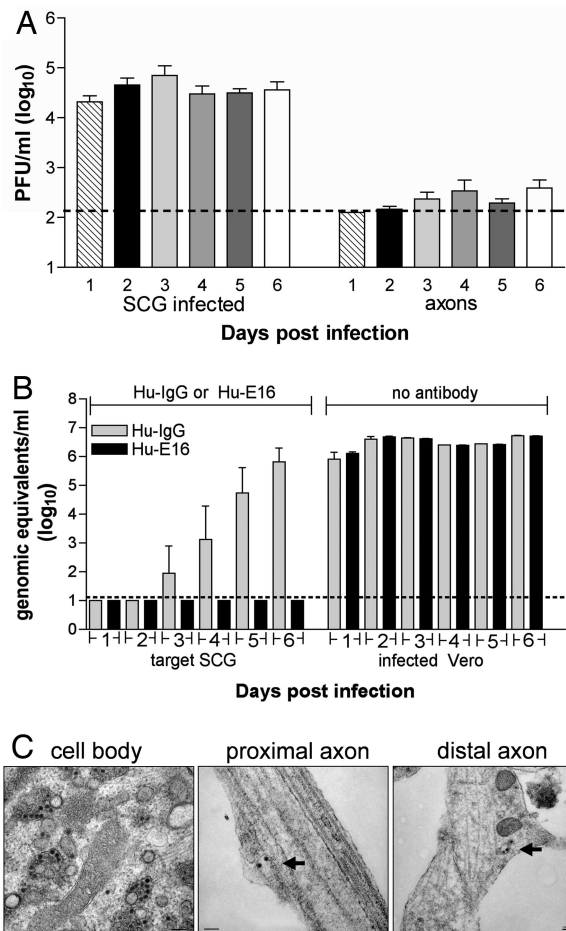 A
PFU/ml (log10)
6
5
4
3
2
1
1 2 3 4 5 6 1 2 3 4 5 6
SCG infected axons
Days post infection
B
Hu-IgG or Hu-E16 no antibody
genomic equivalents/ml
(log10)
8
7
6
5
4
3
2
1
0
Hu-IgG
Hu-E16
1 2 3 4 5 6 1 2 3 4 5 6
target SCG infected Vero
Days post infection
C
cell body proximal axon distal axon